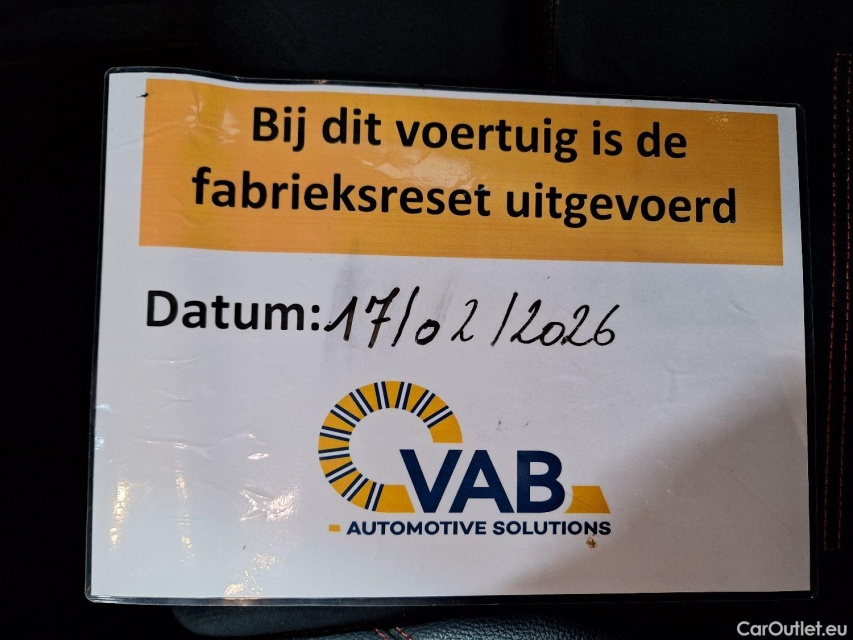 Bij dit voertuig is de
fabrieksreset uitgevoerd
Datum: 17/02/2026
VAB
AUTOMOTIVE SOLUTIONS
CarOutlet.eu